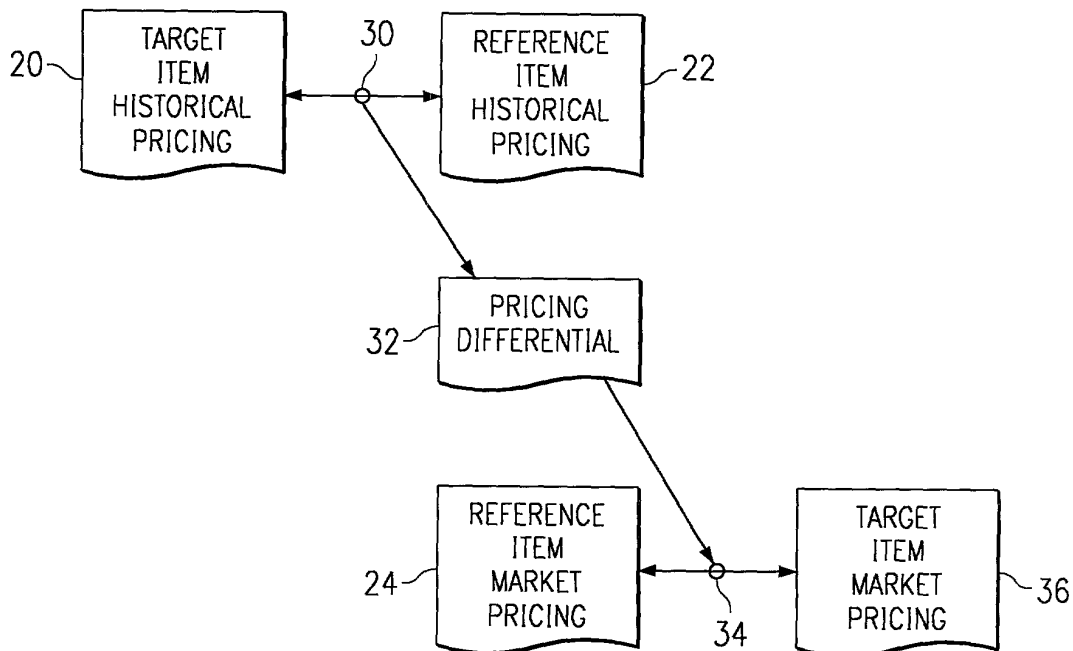 20
TARGET
ITEM
HISTORICAL
PRICING
30
REFERENCE
ITEM
HISTORICAL
PRICING
22
32
PRICING
DIFFERENTIAL
24
REFERENCE
ITEM
MARKET
PRICING
34
TARGET
ITEM
MARKET
PRICING
36